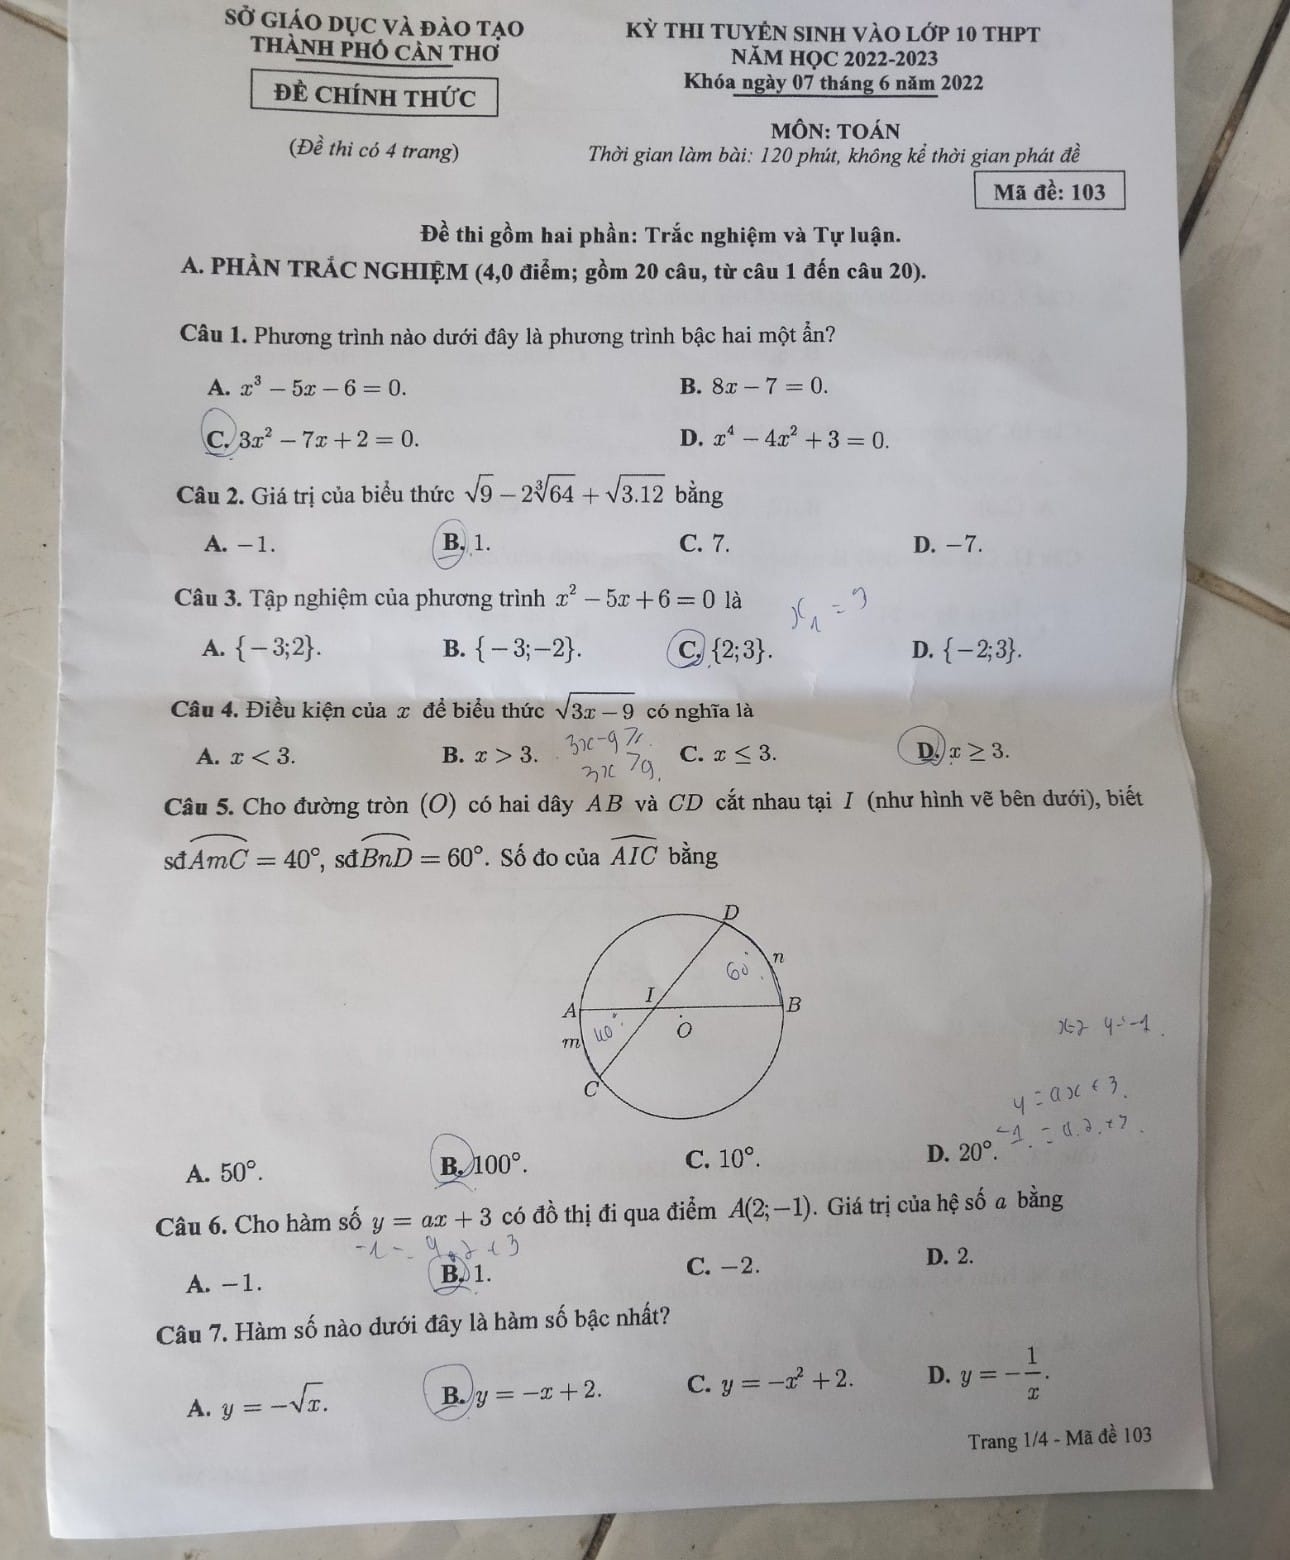 SỞ GIÁO DỤC VÀ ĐÀO TẠO
THÀNH PHỐ CẦN THƠ
ĐỀ CHÍNH THỨC
(Đề thi có 4 trang)
KỲ THI TUYỂN SINH VÀO LỚP 10 THPT
NĂM HỌC 2022-2023
Khóa ngày 07 tháng 6 năm 2022
MÔN: TOÁN
Thời gian làm bài: 120 phút, không kể thời gian phát đề
Mã đề: 103
Đề thi gồm hai phần: Trắc nghiệm và Tự luận.
A. PHẦN TRẮC NGHIỆM (4,0 điểm; gồm 20 câu, từ câu 1 đến câu 20).
Câu 1. Phương trình nào dưới đây là phương trình bậc hai một ẩn?
A. x³ − 5x − 6 = 0. B. 8x − 7 = 0.
C. 3x² − 7x + 2 = 0. D. x⁴ − 4x² + 3 = 0.
Câu 2. Giá trị của biểu thức √9 − 2∛64 + √3.12 bằng
A. −1. B. 1. C. 7. D. −7.
Câu 3. Tập nghiệm của phương trình x² − 5x + 6 = 0 là
A. {−3;2}. B. {−3;−2}. C. {2;3}. D. {−2;3}.
Câu 4. Điều kiện của x để biểu thức √3x − 9 có nghĩa là
A. x < 3. B. x > 3. C. x ≤ 3. D. x ≥ 3.
Câu 5. Cho đường tròn (O) có hai dây AB và CD cắt nhau tại I (như hình vẽ bên dưới), biết
sđAmC = 40°, sđBnD = 60°. Số đo của AIC bằng
D
n
60°
I
A
B
m
40°
O
C
y = ax + 3
A. 50°. B. 100°. C. 10°. D. 20°.
Câu 6. Cho hàm số y = ax + 3 có đồ thị đi qua điểm A(2;−1). Giá trị của hệ số a bằng
A. −1. B. 1. C. −2. D. 2.
Câu 7. Hàm số nào dưới đây là hàm số bậc nhất?
A. y = −√x. B. y = −x + 2. C. y = −x² + 2. D. y = −1/x.
Trang 1/4 - Mã đề 103